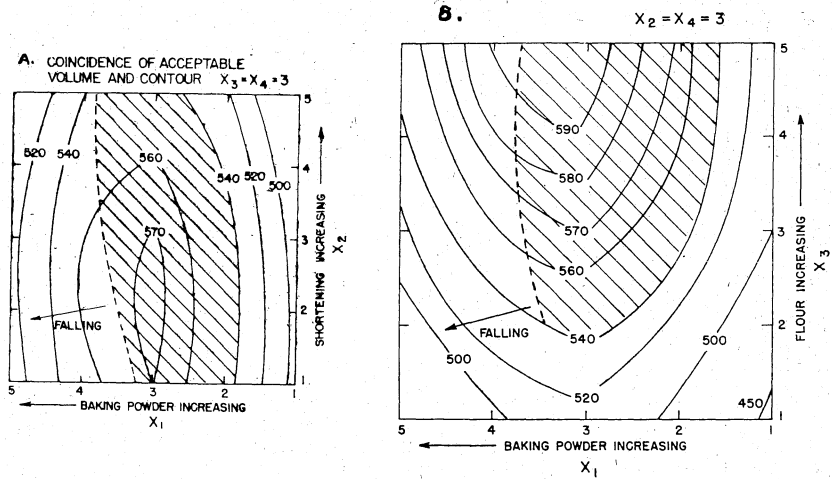 A. COINCIDENCE OF ACCEPTABLE
VOLUME AND CONTOUR X3=X4=3
520
540
560
570
540
520
500
FALLING
5
4
3
2
1
5
4
3
2
1
SHORTENING INCREASING
X2
BAKING POWDER INCREASING
X1
B.
X2=X4=3
590
580
570
560
540
520
500
500
450
FALLING
5
4
3
2
1
5
4
3
2
1
FLOUR INCREASING
X3
BAKING POWDER INCREASING
X1